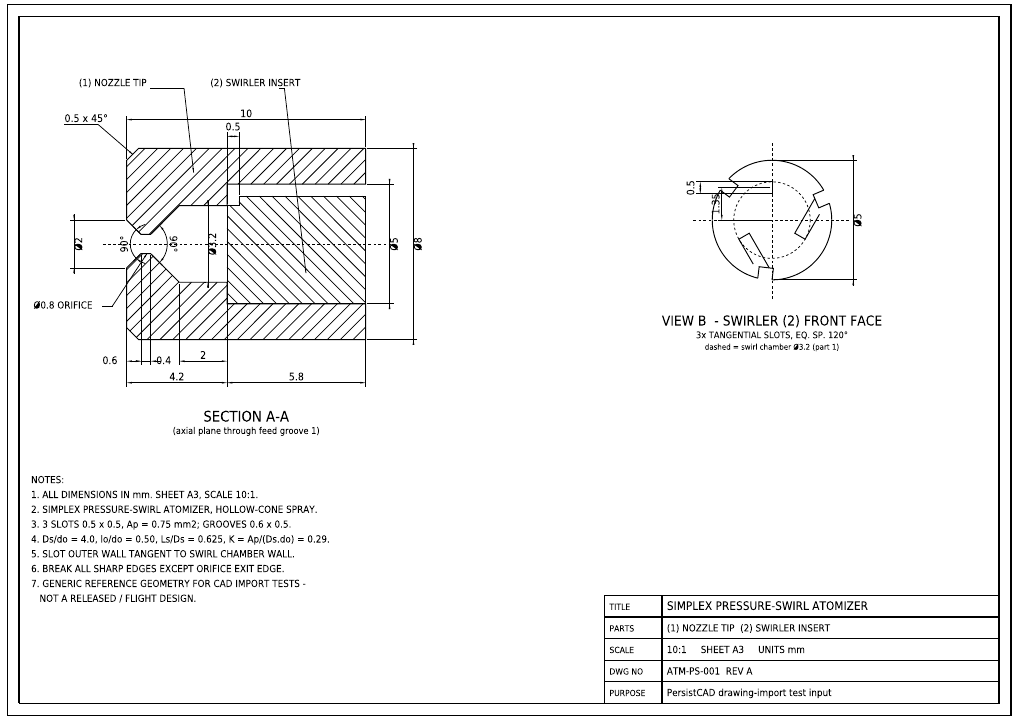 (1) NOZZLE TIP
(2) SWIRLER INSERT
0.5 x 45°
10
0.5
Ø2
90°
90°
Ø3.2
Ø5
Ø8
Ø0.8 ORIFICE
0.6
0.4
2
4.2
5.8
SECTION A-A
(axial plane through feed groove 1)
0.5
1.35
Ø5
VIEW B - SWIRLER (2) FRONT FACE
3x TANGENTIAL SLOTS, EQ. SP. 120°
dashed = swirl chamber Ø3.2 (part 1)
NOTES:
1. ALL DIMENSIONS IN mm. SHEET A3, SCALE 10:1.
2. SIMPLEX PRESSURE-SWIRL ATOMIZER, HOLLOW-CONE SPRAY.
3. 3 SLOTS 0.5 x 0.5, Ap = 0.75 mm2; GROOVES 0.6 x 0.5.
4. Ds/do = 4.0, lo/do = 0.50, Ls/Ds = 0.625, K = Ap/(Ds.do) = 0.29.
5. SLOT OUTER WALL TANGENT TO SWIRL CHAMBER WALL.
6. BREAK ALL SHARP EDGES EXCEPT ORIFICE EXIT EDGE.
7. GENERIC REFERENCE GEOMETRY FOR CAD IMPORT TESTS -
NOT A RELEASED / FLIGHT DESIGN.
TITLE SIMPLEX PRESSURE-SWIRL ATOMIZER
PARTS (1) NOZZLE TIP (2) SWIRLER INSERT
SCALE 10:1 SHEET A3 UNITS mm
DWG NO ATM-PS-001 REV A
PURPOSE PersistCAD drawing-import test input